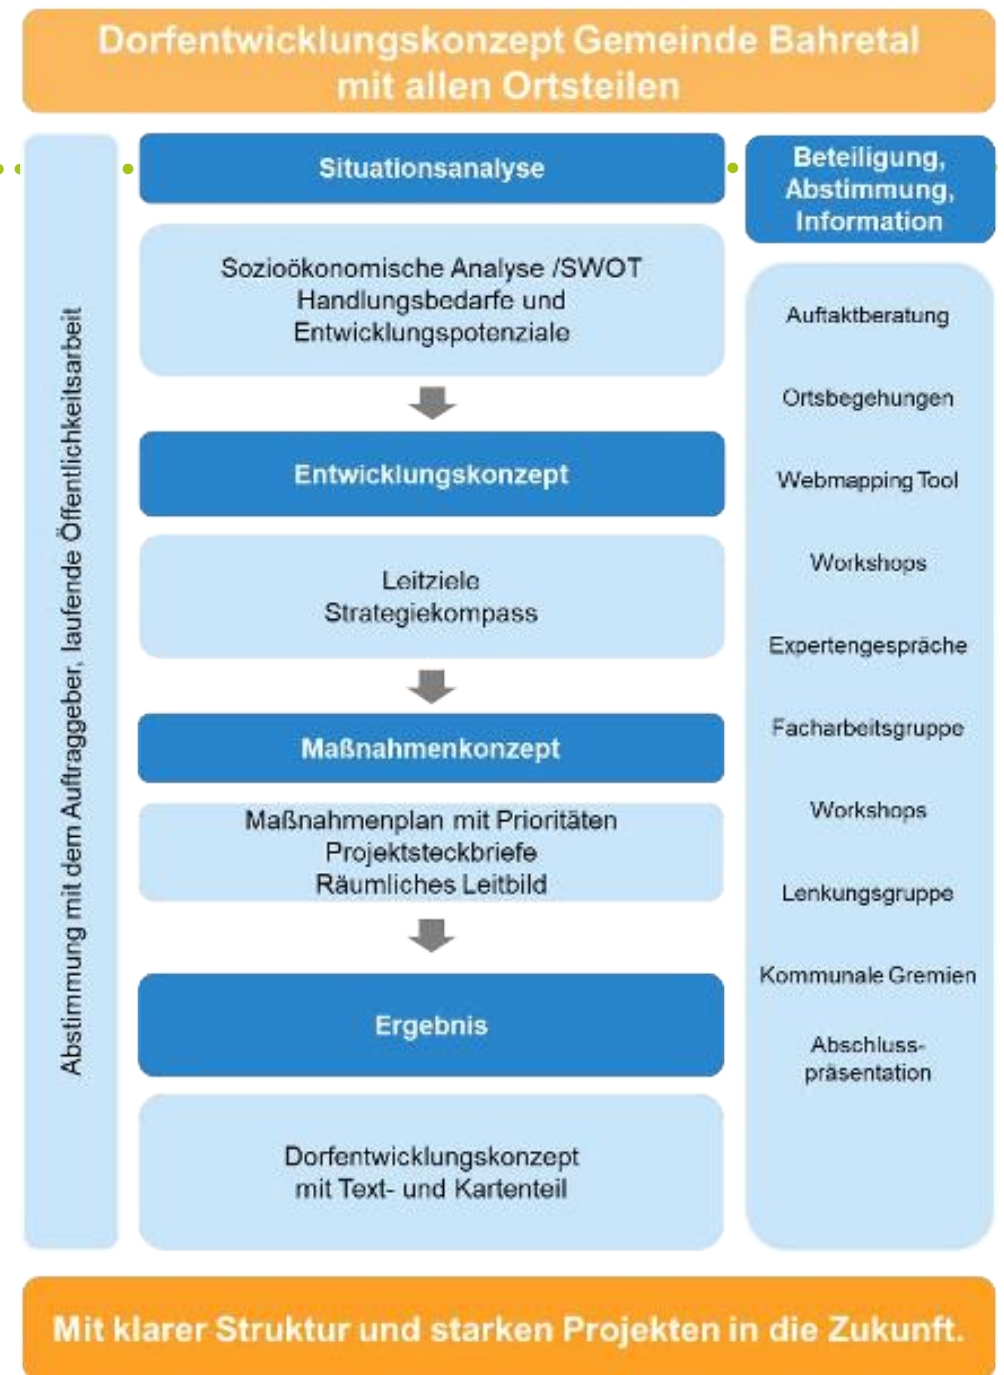 Dorfentwicklungskonzept Gemeinde Bahretal
mit allen Ortsteilen
Abstimmung mit dem Auftraggeber, laufende Öffentlichkeitsarbeit
Situationsanalyse
Sozioökonomische Analyse /SWOT
Handlungsbedarfe und
Entwicklungspotenziale
Entwicklungskonzept
Leitziele
Strategiekompass
Maßnahmenkonzept
Maßnahmenplan mit Prioritäten
Projektsteckbriefe
Räumliches Leitbild
Ergebnis
Dorfentwicklungskonzept
mit Text- und Kartenteil
Beteiligung,
Abstimmung,
Information
Auftaktberatung
Ortsbegehungen
Webmapping Tool
Workshops
Expertengespräche
Facharbeitsgruppe
Workshops
Lenkungsgruppe
Kommunale Gremien
Abschluss-
präsentation
Mit klarer Struktur und starken Projekten in die Zukunft.